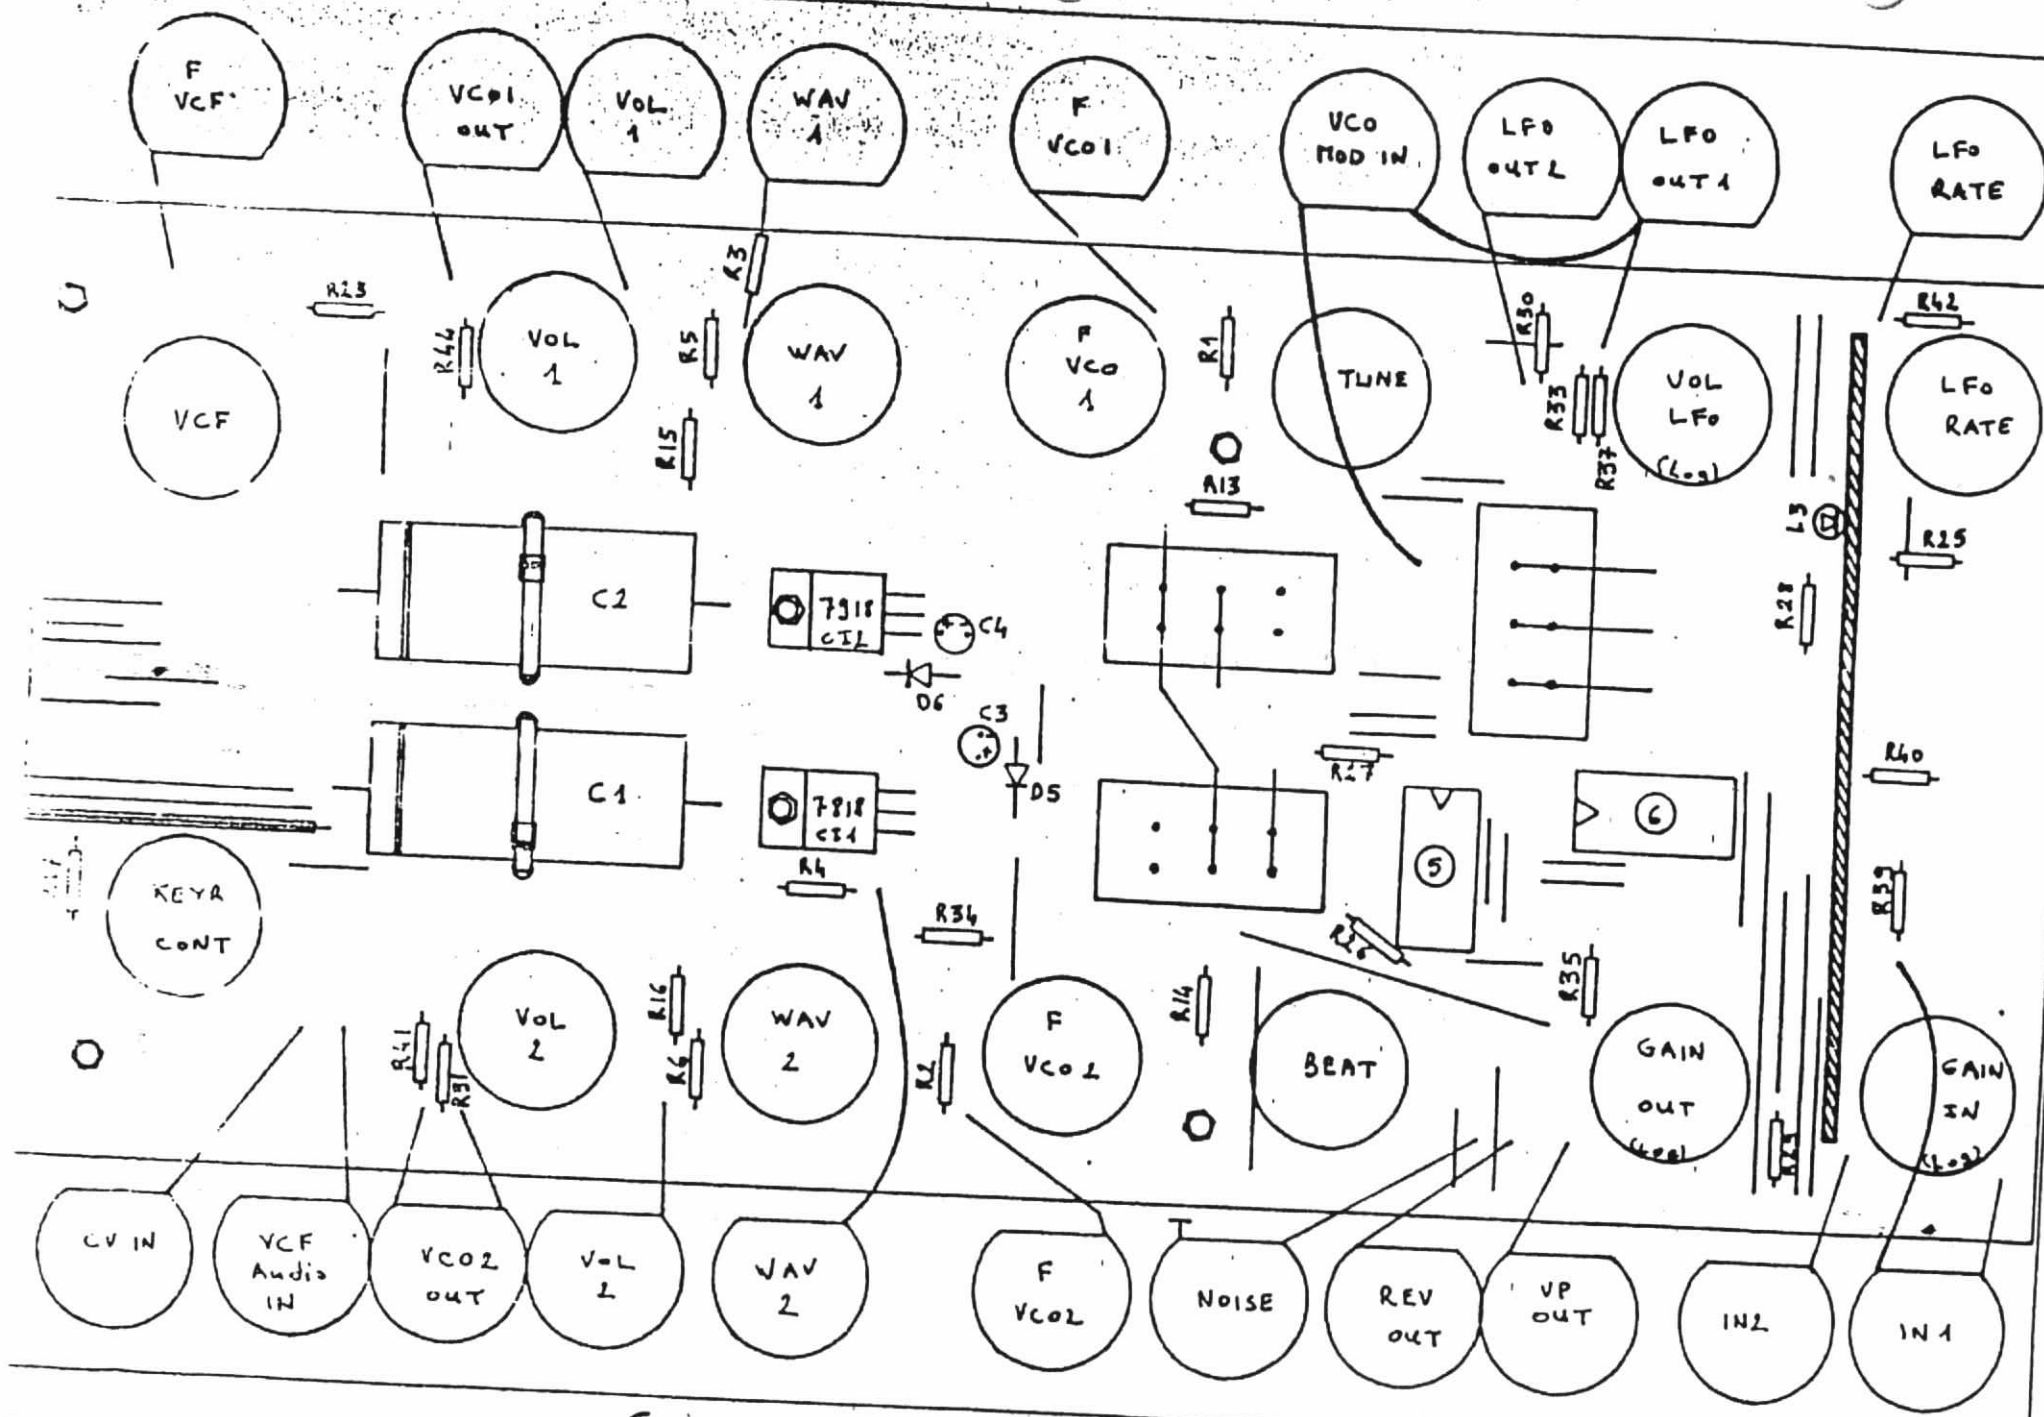 F
VCF
VCO1
OUT
VOL
1
WAV
1
F
VCO1
VCO
MOD IN
LFO
OUT 2
LFO
OUT 1
LFO
RATE
R3
R23
R44
VOL
1
R5
WAV
1
F
VCO
1
R1
TUNE
R30
R33
R37
VOL
LFO
(Log)
R42
LFO
RATE
VCF
R15
R13
L3
R25
C2
7918
CI2
C4
D6
R28
C3
C1
7818
CI1
D5
R27
5
6
R40
R4
R34
R39
KEYR
CONT
R26
R35
VOL
2
R16
R6
WAV
2
R2
F
VCO2
R14
BEAT
GAIN
OUT
(Log)
GAIN
IN
(Log)
R41
R31
CV IN
VCF
Audio
IN
VCO2
OUT
VOL
2
WAV
2
F
VCO2
NOISE
REV
OUT
VP
OUT
IN2
IN1